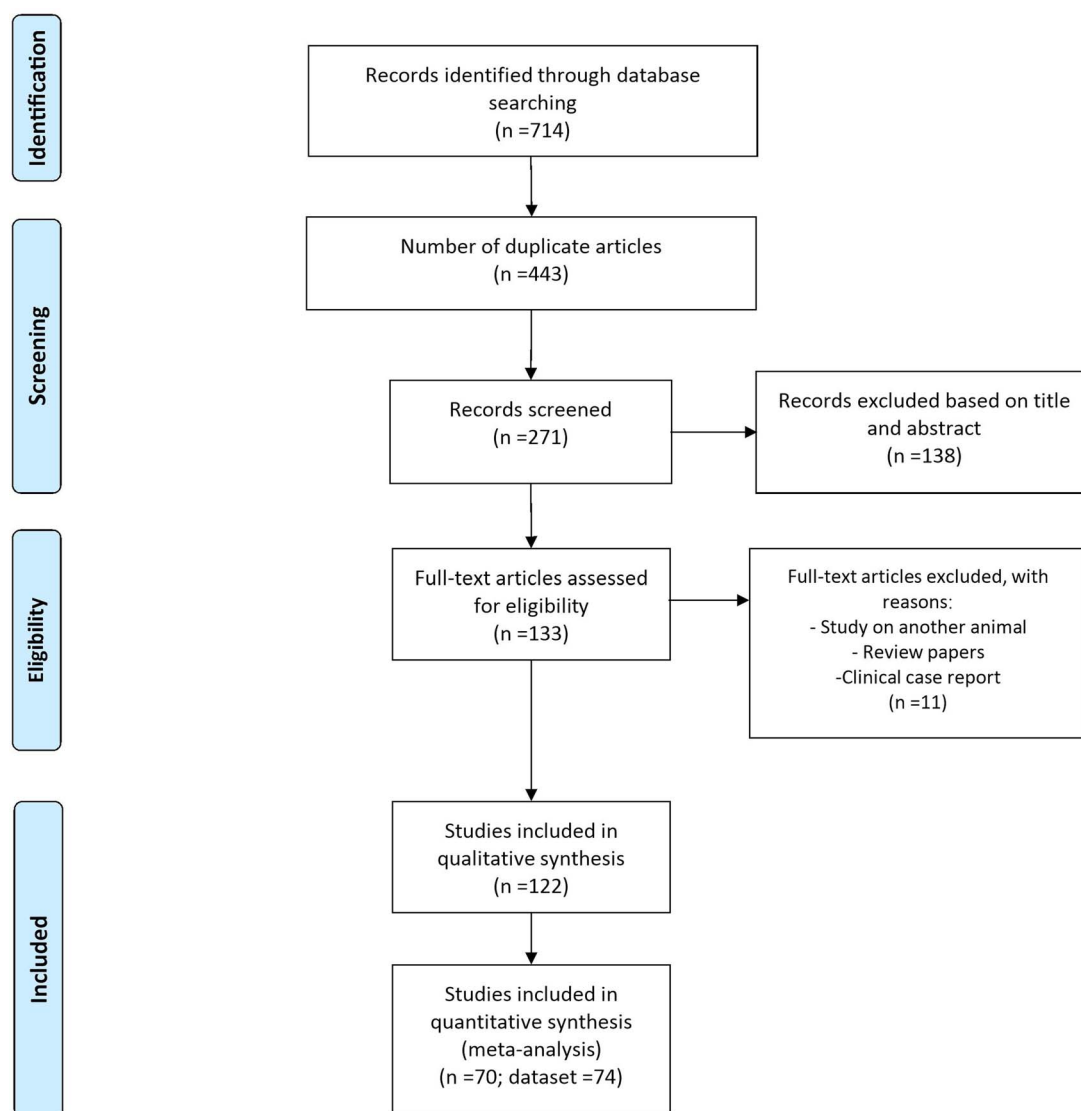 Identification
Records identified through database
searching
(n =714)
Screening
Number of duplicate articles
(n =443)
Records screened
(n =271)
Records excluded based on title
and abstract
(n =138)
Eligibility
Full-text articles assessed
for eligibility
(n =133)
Full-text articles excluded, with
reasons:
- Study on another animal
- Review papers
-Clinical case report
(n =11)
Included
Studies included in
qualitative synthesis
(n =122)
Studies included in
quantitative synthesis
(meta-analysis)
(n =70; dataset =74)